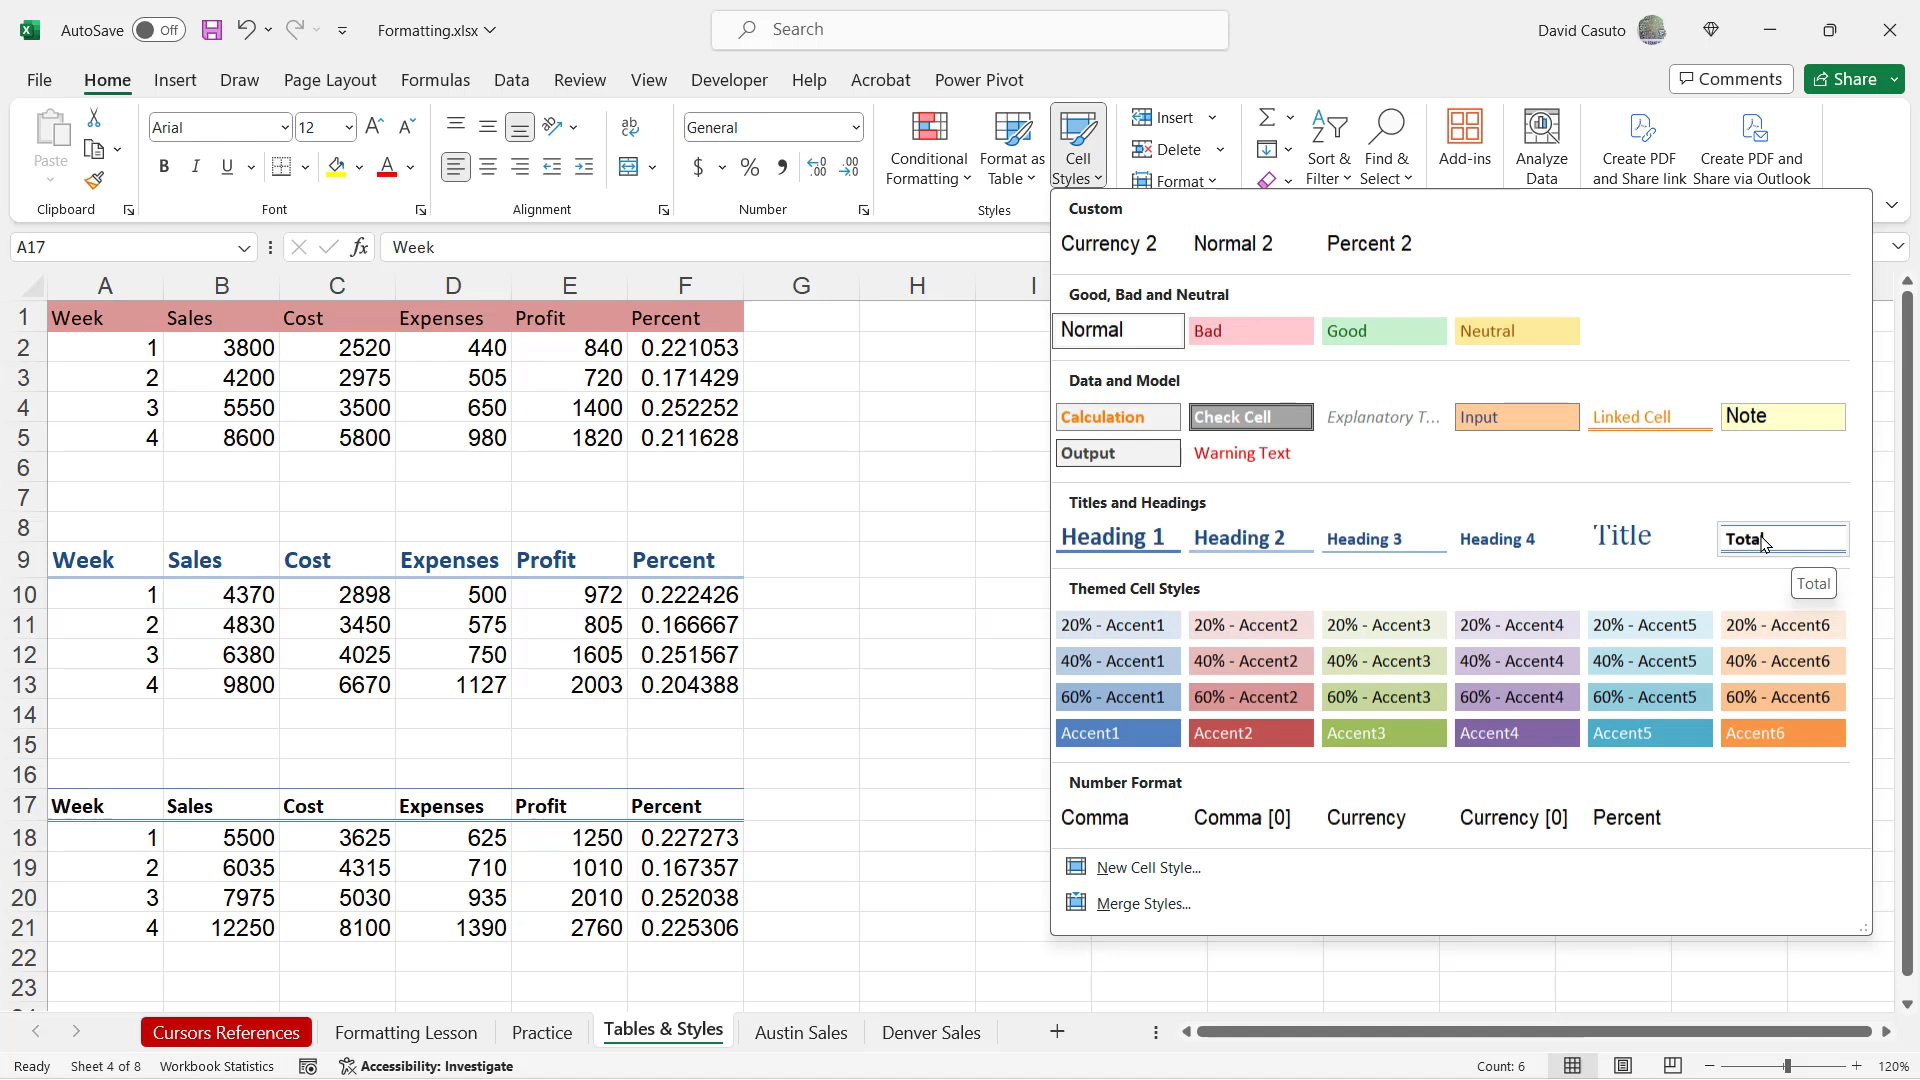 AutoSave Off Formatting.xlsx Search David Casuto
File Home Insert Draw Page Layout Formulas Data Review View Developer Help Acrobat Power Pivot Comments Share
Paste Arial 12 General Conditional Formatting Format as Table Cell Styles Insert Delete Format Sort & Filter Find & Select Add-ins Analyze Data Create PDF and Share link Create PDF and Share via Outlook
Clipboard Font Alignment Number Styles
A17 fx Week
A B C D E F G H I
1 Week Sales Cost Expenses Profit Percent
2 1 3800 2520 440 840 0.221053
3 2 4200 2975 505 720 0.171429
4 3 5550 3500 650 1400 0.252252
5 4 8600 5800 980 1820 0.211628
6
7
8
9 Week Sales Cost Expenses Profit Percent
10 1 4370 2898 500 972 0.222426
11 2 4830 3450 575 805 0.166667
12 3 6380 4025 750 1605 0.251567
13 4 9800 6670 1127 2003 0.204388
14
15
16
17 Week Sales Cost Expenses Profit Percent
18 1 5500 3625 625 1250 0.227273
19 2 6035 4315 710 1010 0.167357
20 3 7975 5030 935 2010 0.252038
21 4 12250 8100 1390 2760 0.225306
22
23
Custom
Currency 2 Normal 2 Percent 2
Good, Bad and Neutral
Normal Bad Good Neutral
Data and Model
Calculation Check Cell Explanatory T... Input Linked Cell Note
Output Warning Text
Titles and Headings
Heading 1 Heading 2 Heading 3 Heading 4 Title Total
Total
Themed Cell Styles
20% - Accent1 20% - Accent2 20% - Accent3 20% - Accent4 20% - Accent5 20% - Accent6
40% - Accent1 40% - Accent2 40% - Accent3 40% - Accent4 40% - Accent5 40% - Accent6
60% - Accent1 60% - Accent2 60% - Accent3 60% - Accent4 60% - Accent5 60% - Accent6
Accent1 Accent2 Accent3 Accent4 Accent5 Accent6
Number Format
Comma Comma [0] Currency Currency [0] Percent
New Cell Style...
Merge Styles...
Cursors References Formatting Lesson Practice Tables & Styles Austin Sales Denver Sales
Ready Sheet 4 of 8 Workbook Statistics Accessibility: Investigate Count: 6 120%